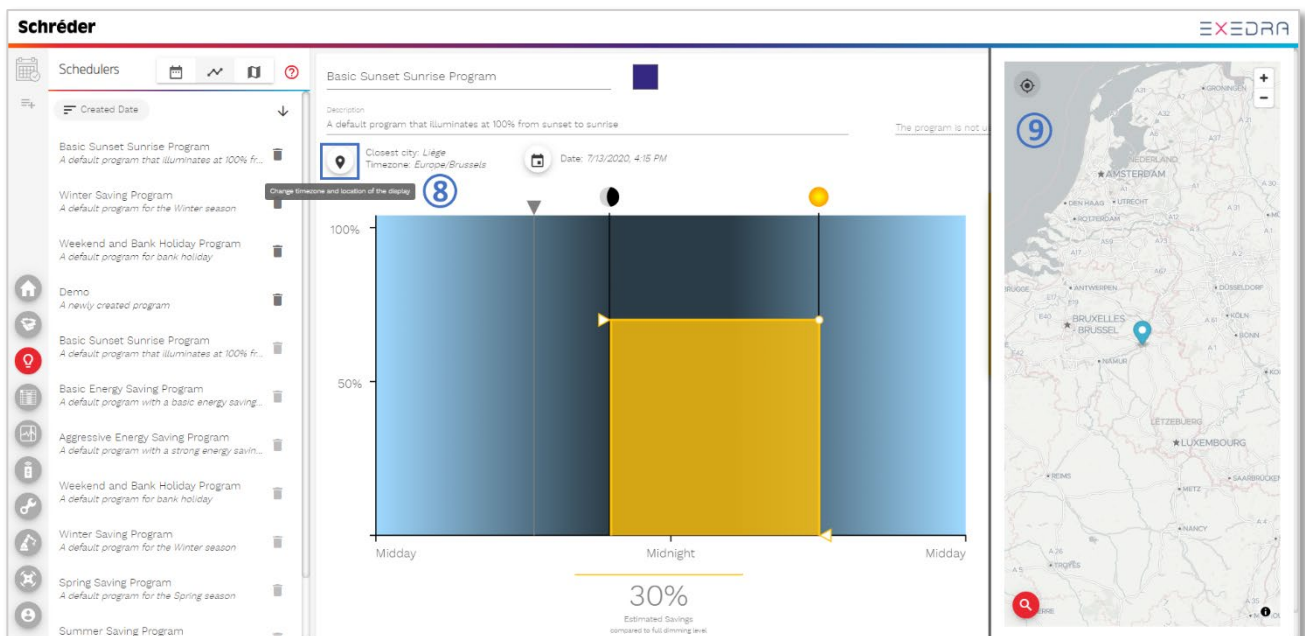 Schréder
EXEDRA
Schedulers
Created Date
Basic Sunset Sunrise Program
A default program that illuminates at 100% fr...
Winter Saving Program
A default program for the Winter season
Weekend and Bank Holiday Program
A default program for bank holiday
Demo
A newly created program
Basic Sunset Sunrise Program
A default program that illuminates at 100% fr...
Basic Energy Saving Program
A default program with a basic energy saving...
Aggressive Energy Saving Program
A default program with a strong energy savin...
Weekend and Bank Holiday Program
A default program for bank holiday
Winter Saving Program
A default program for the Winter season
Spring Saving Program
A default program for the Spring season
Summer Saving Program
Basic Sunset Sunrise Program
Description
A default program that illuminates at 100% from sunset to sunrise
The program is not u
Closest city: Liège
Timezone: Europe/Brussels
Date: 7/13/2020, 4:15 PM
Change timezone and location of the display
8
100%
50%
Midday
Midnight
Midday
30%
Estimated Savings
compared to full dimming level
9
+
−
GRONINGEN
NEDERLAND
AMSTERDAM
DEN HAAG
UTRECHT
ROTTERDAM
ANTWERPEN
DÜSSELDORF
BRUXELLES
BRUSSEL
KÖLN
BONN
NAMUR
LËTZEBUERG
LUXEMBOURG
REIMS
SAARBRÜCKE
METZ
NANCY
TROYES